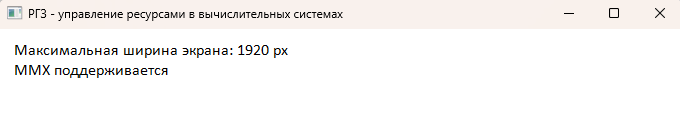 РГЗ - управление ресурсами в вычислительных системах
Максимальная ширина экрана: 1920 px
MMX поддерживается